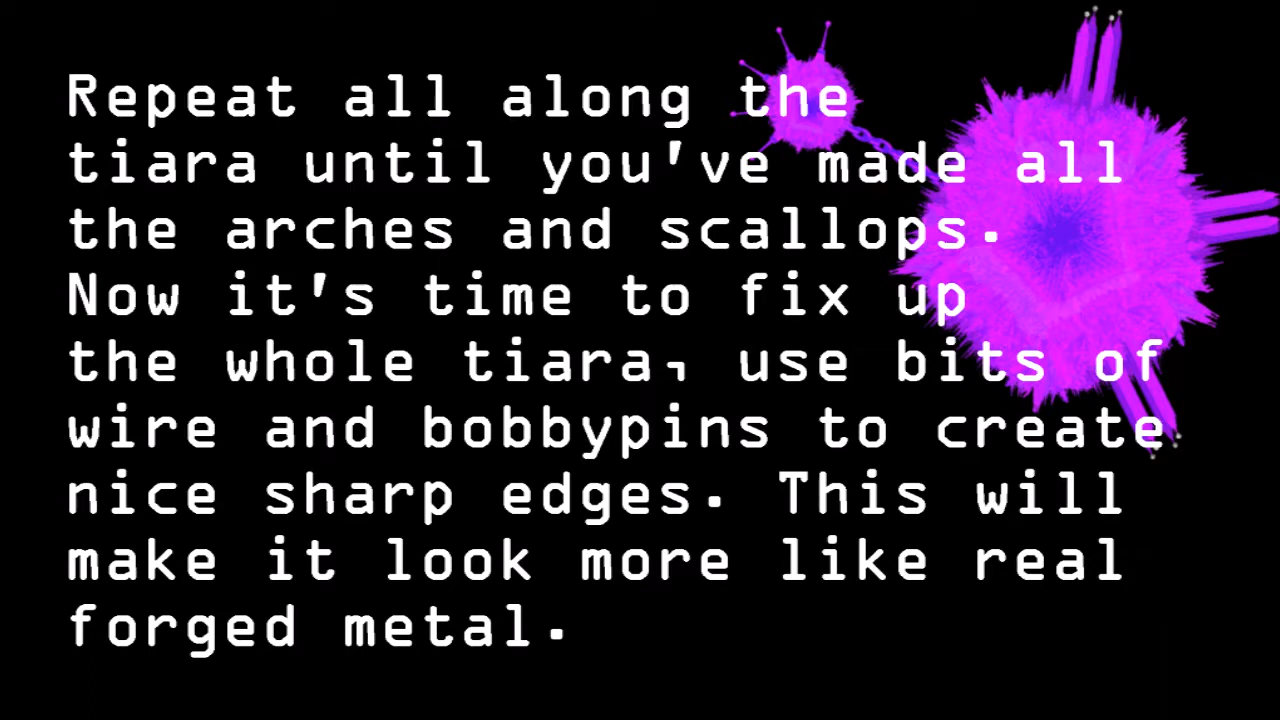 Repeat all along the
tiara until you've made all
the arches and scallops.
Now it's time to fix up
the whole tiara, use bits of
wire and bobbypins to create
nice sharp edges. This will
make it look more like real
forged metal.